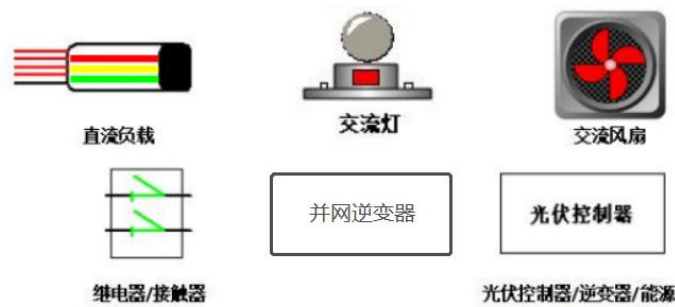 直流负载
交流灯
交流风扇
并网逆变器
光伏控制器
继电器/接触器
光伏控制器/逆变器/能源